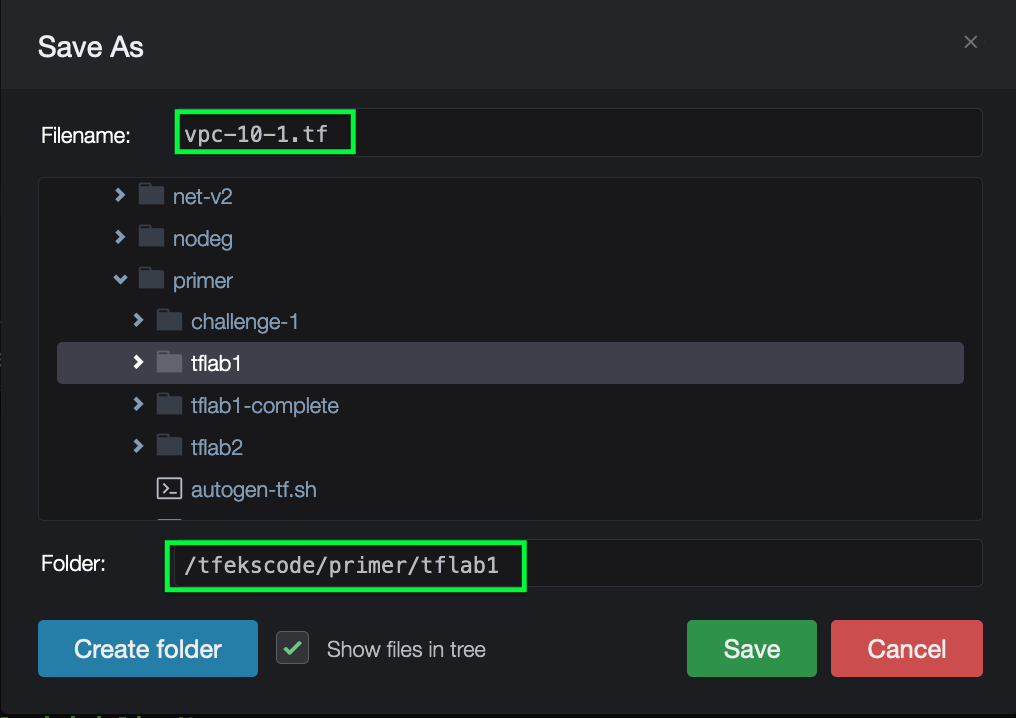 Save As
Filename: vpc-10-1.tf
net-v2
nodeg
primer
challenge-1
tflab1
tflab1-complete
tflab2
autogen-tf.sh
Folder: /tfekscode/primer/tflab1
Create folder Show files in tree Save Cancel